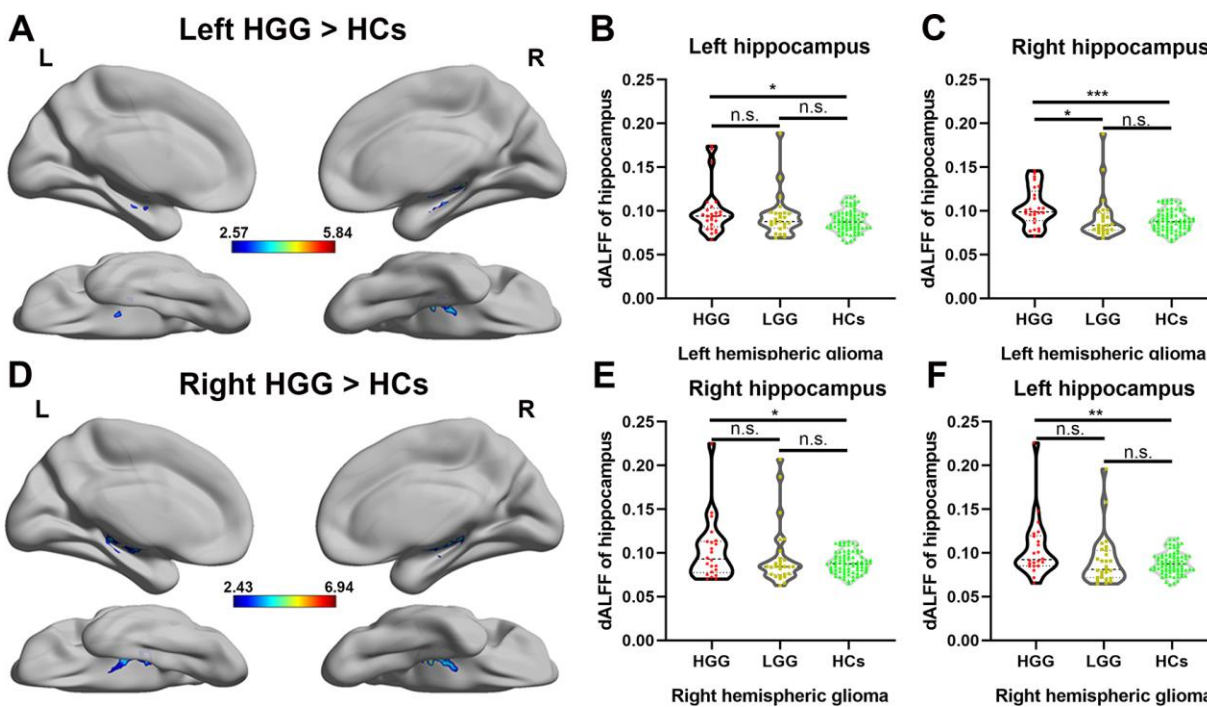 A
Left HGG > HCs
L
R
2.57
5.84
B
Left hippocampus
dALFF of hippocampus
0.25
0.20
0.15
0.10
0.05
0.00
*
n.s.
n.s.
HGG
LGG
HCs
Left hemispheric glioma
C
Right hippocampus
dALFF of hippocampus
0.25
0.20
0.15
0.10
0.05
0.00
***
*
n.s.
HGG
LGG
HCs
Left hemispheric glioma
D
Right HGG > HCs
L
R
2.43
6.94
E
Right hippocampus
dALFF of hippocampus
0.25
0.20
0.15
0.10
0.05
0.00
*
n.s.
n.s.
HGG
LGG
HCs
Right hemispheric glioma
F
Left hippocampus
dALFF of hippocampus
0.25
0.20
0.15
0.10
0.05
0.00
**
n.s.
n.s.
HGG
LGG
HCs
Right hemispheric glioma